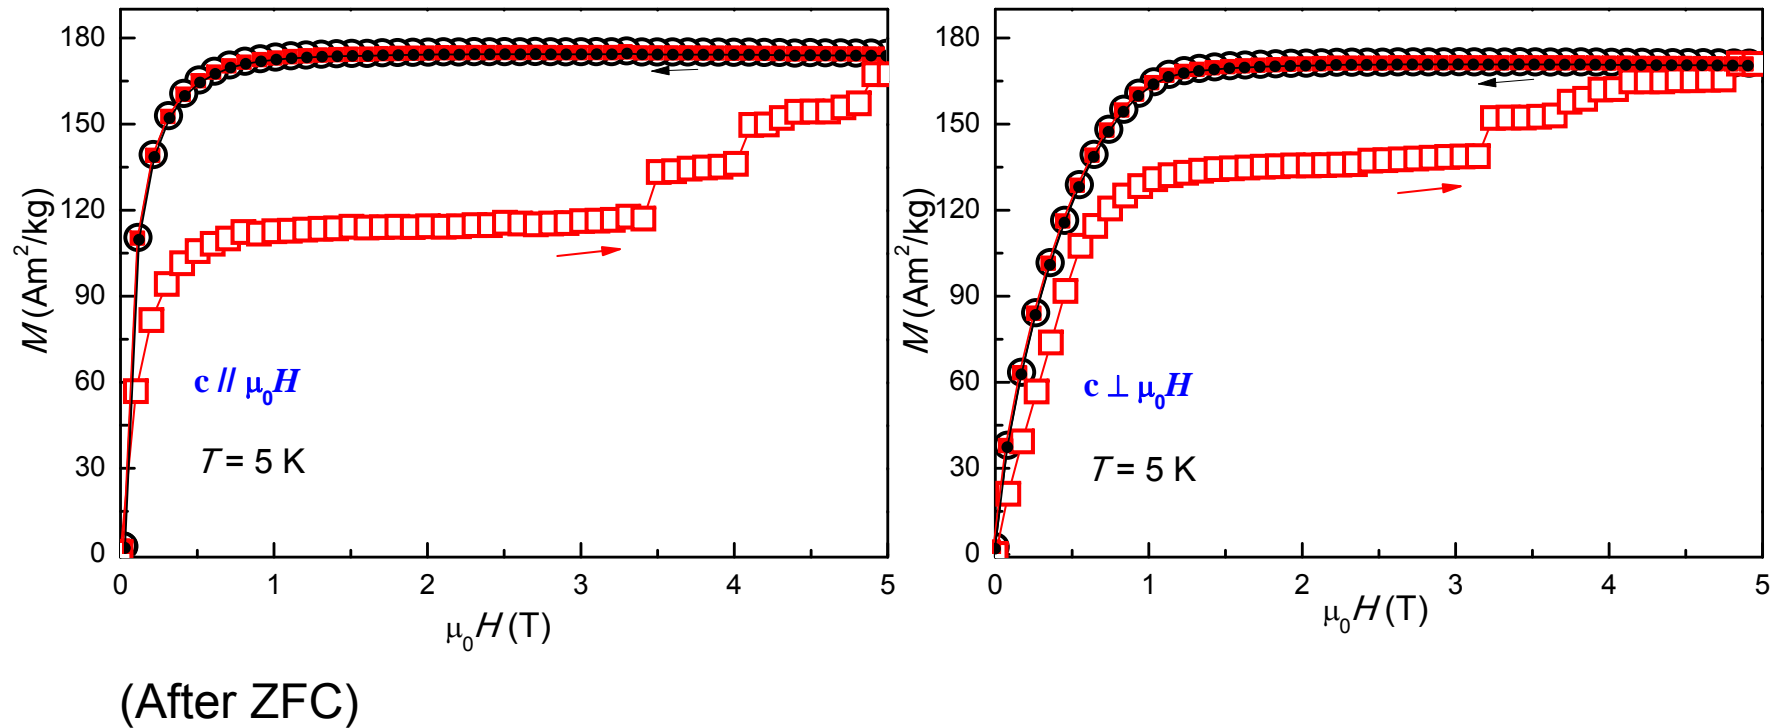 180
150
120
90
60
30
0
M (Am²/kg)
c // μ₀H
T = 5 K
0 1 2 3 4 5
μ₀H (T)
180
150
120
90
60
30
0
M (Am²/kg)
c ⊥ μ₀H
T = 5 K
0 1 2 3 4 5
μ₀H (T)
(After ZFC)